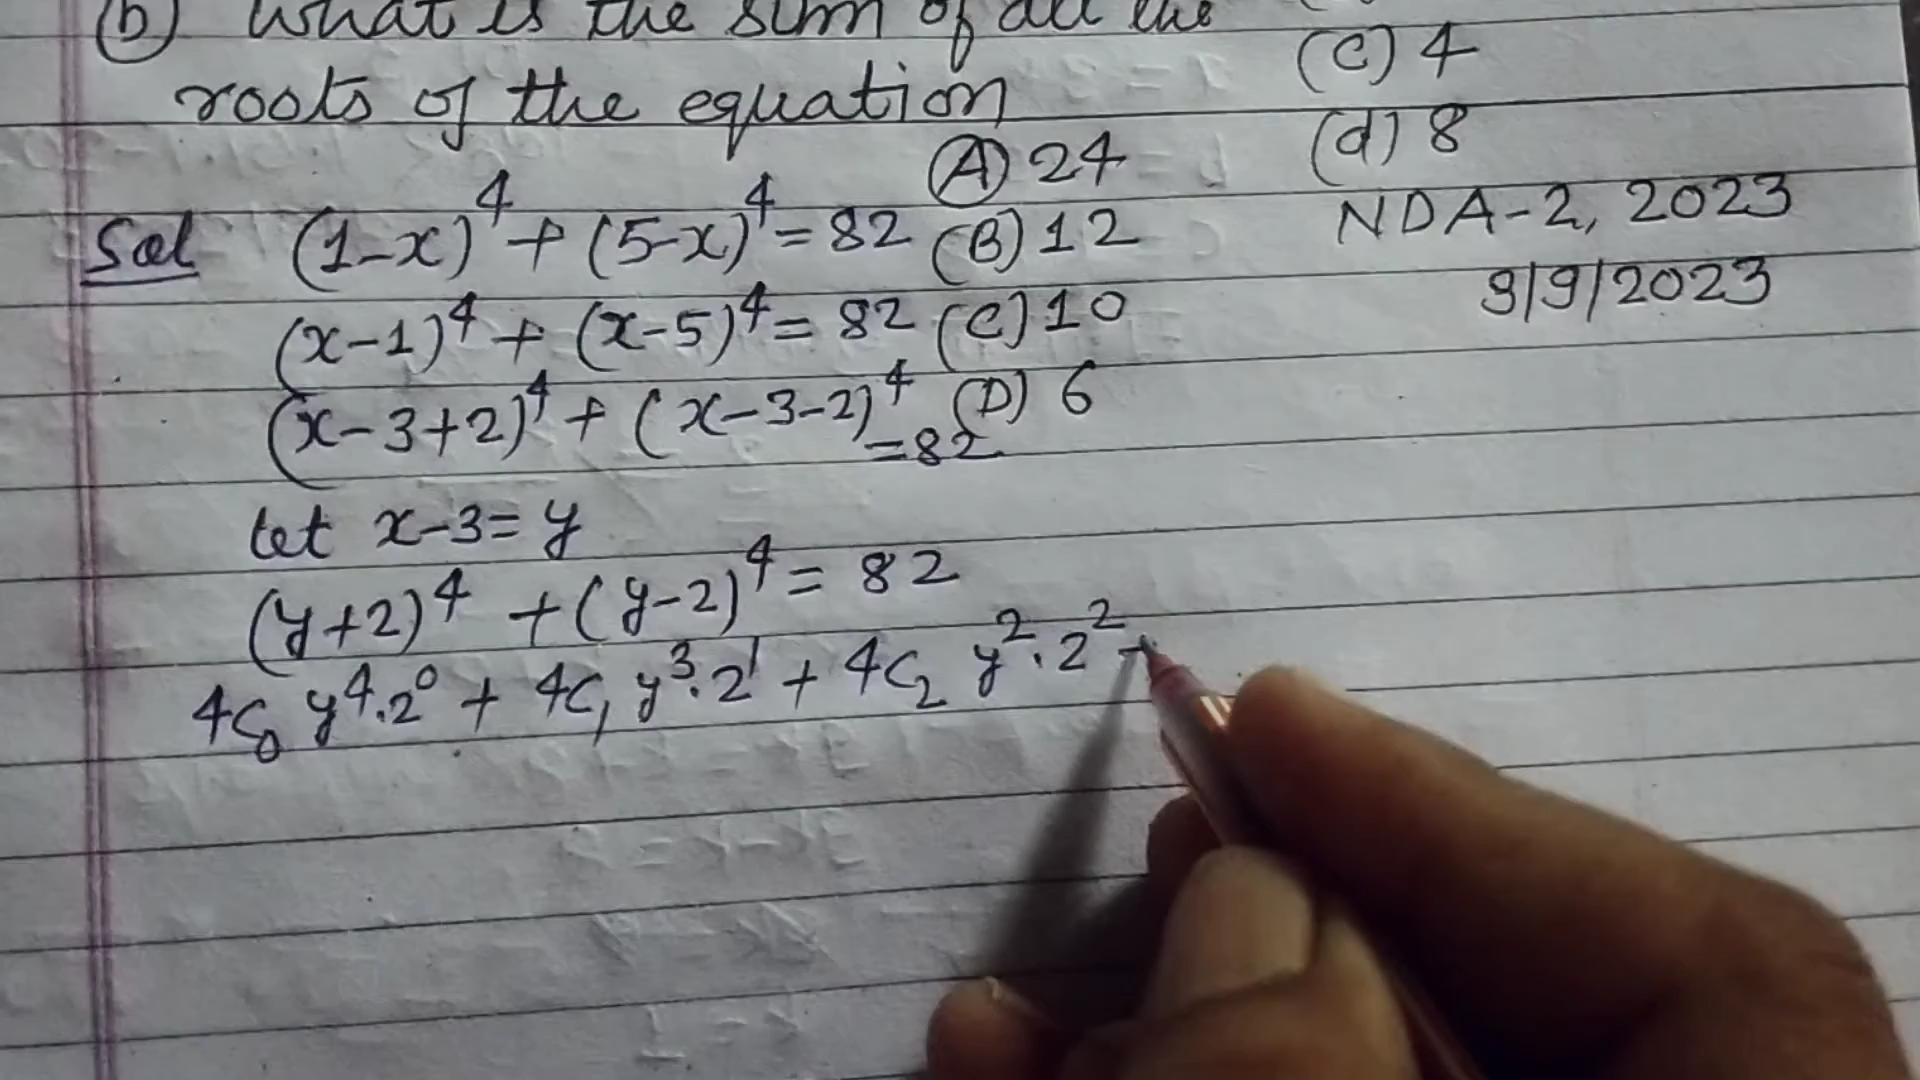 (b) What is the sum of all the
roots of the equation
(C) 4
(d) 8
NDA-2, 2023
9/9/2023
(A) 24
Sol (1-x)⁴ + (5-x)⁴ = 82 (B) 12
(x-1)⁴ + (x-5)⁴ = 82 (C) 10
(x-3+2)⁴ + (x-3-2)⁴ (D) 6
=82
let x-3=y
(y+2)⁴ + (y-2)⁴ = 82
4C₀ y⁴.2⁰ + 4C₁ y³.2¹ + 4C₂ y².2²